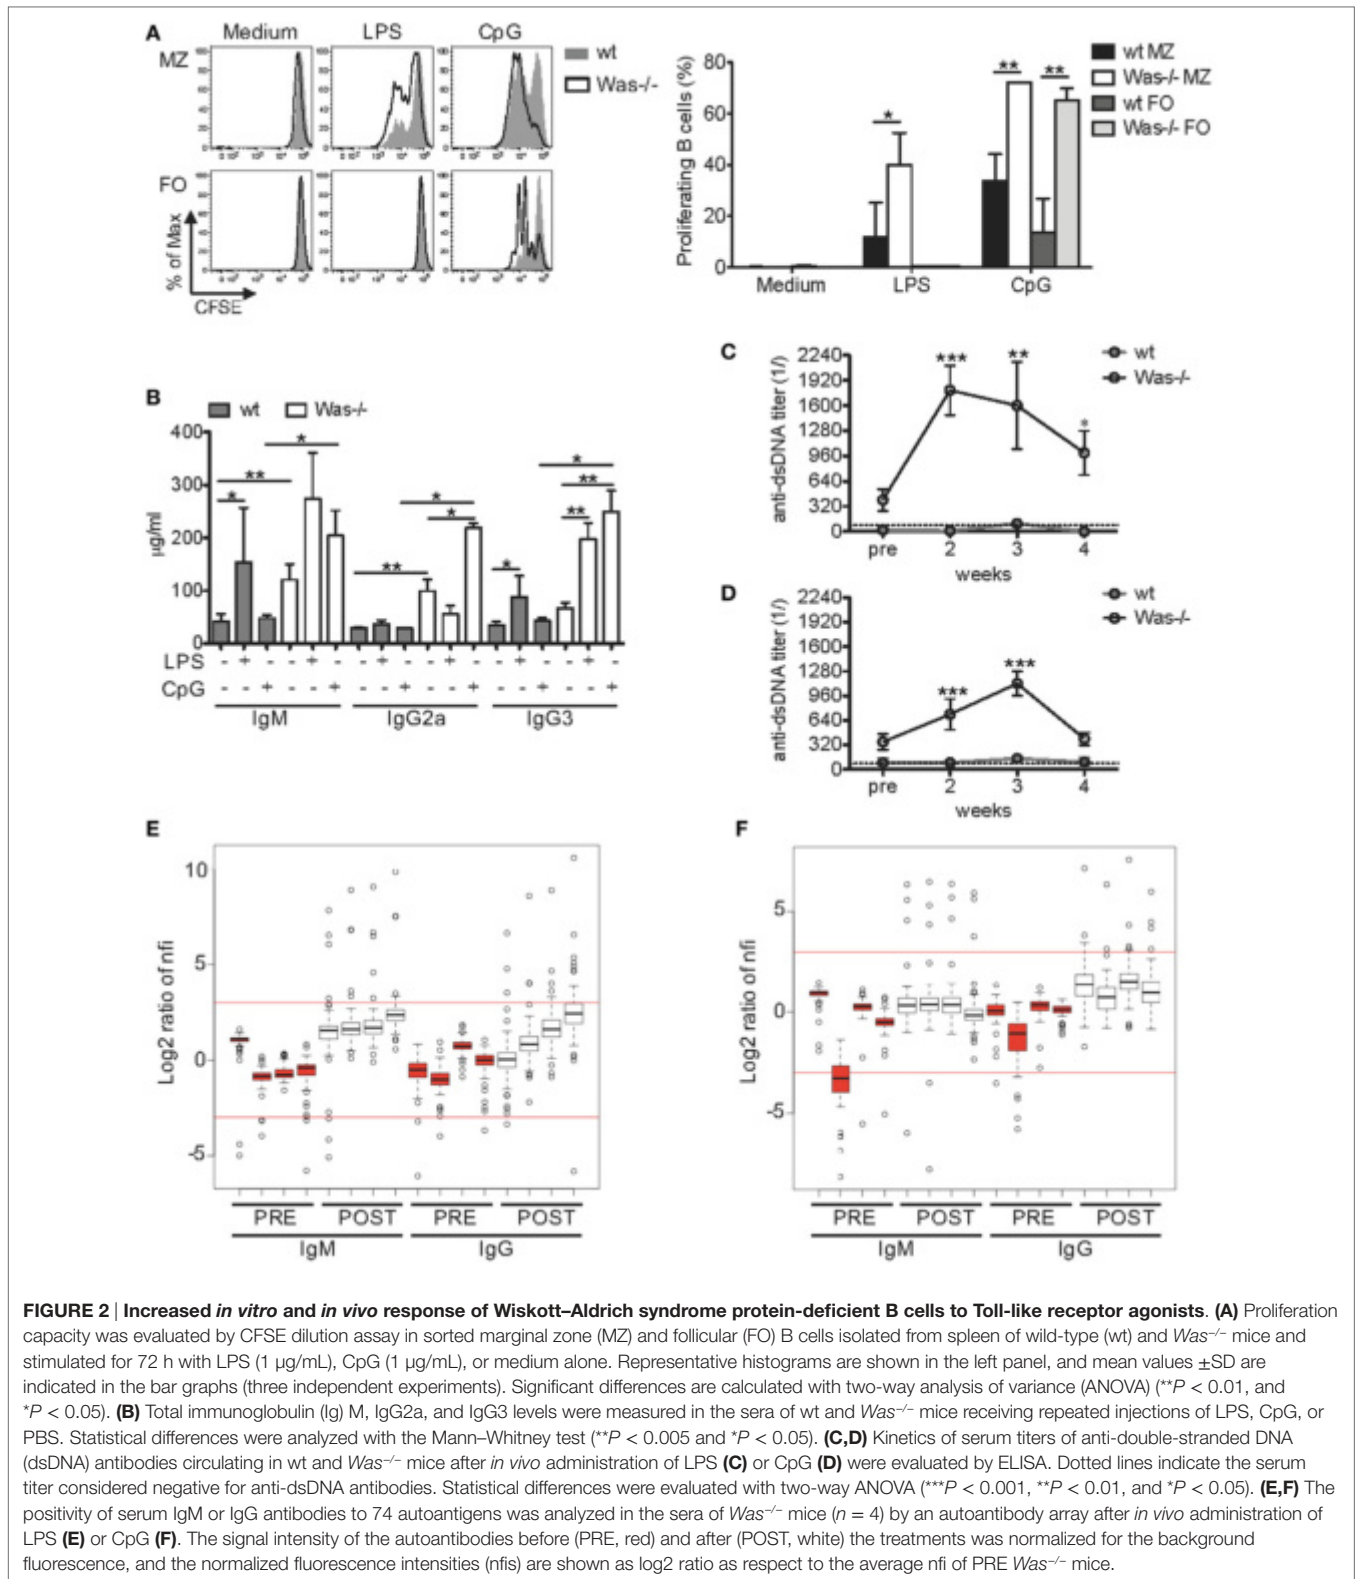 A
Medium LPS CpG
MZ
wt
Was-/-
FO
% of Max
CFSE
Proliferating B cells (%)
80
60
40
20
0
Medium LPS CpG
* ** **
wt MZ
Was-/- MZ
wt FO
Was-/- FO
B
wt Was-/-
µg/ml
400
300
200
100
0
* ** * ** * * * ** ** *
LPS - + - - + - - + - - + - - + - - + -
CpG - - + - - + - - + - - + - - + - - +
IgM IgG2a IgG3
C
anti-dsDNA titer (1/)
2240
1920
1600
1280
960
640
320
0
*** ** *
pre 2 3 4
weeks
wt
Was-/-
D
anti-dsDNA titer (1/)
2240
1920
1600
1280
960
640
320
0
*** ***
pre 2 3 4
weeks
wt
Was-/-
E
Log2 ratio of nfi
10
5
0
-5
PRE POST PRE POST
IgM IgG
F
Log2 ratio of nfi
5
0
-5
PRE POST PRE POST
IgM IgG
FIGURE 2 | Increased in vitro and in vivo response of Wiskott–Aldrich syndrome protein-deficient B cells to Toll-like receptor agonists. (A) Proliferation
capacity was evaluated by CFSE dilution assay in sorted marginal zone (MZ) and follicular (FO) B cells isolated from spleen of wild-type (wt) and Was−/− mice and
stimulated for 72 h with LPS (1 µg/mL), CpG (1 µg/mL), or medium alone. Representative histograms are shown in the left panel, and mean values ±SD are
indicated in the bar graphs (three independent experiments). Significant differences are calculated with two-way analysis of variance (ANOVA) (**P < 0.01, and
*P < 0.05). (B) Total immunoglobulin (Ig) M, IgG2a, and IgG3 levels were measured in the sera of wt and Was−/− mice receiving repeated injections of LPS, CpG, or
PBS. Statistical differences were analyzed with the Mann–Whitney test (**P < 0.005 and *P < 0.05). (C,D) Kinetics of serum titers of anti-double-stranded DNA
(dsDNA) antibodies circulating in wt and Was−/− mice after in vivo administration of LPS (C) or CpG (D) were evaluated by ELISA. Dotted lines indicate the serum
titer considered negative for anti-dsDNA antibodies. Statistical differences were evaluated with two-way ANOVA (***P < 0.001, **P < 0.01, and *P < 0.05). (E,F) The
positivity of serum IgM or IgG antibodies to 74 autoantigens was analyzed in the sera of Was−/− mice (n = 4) by an autoantibody array after in vivo administration of
LPS (E) or CpG (F). The signal intensity of the autoantibodies before (PRE, red) and after (POST, white) the treatments was normalized for the background
fluorescence, and the normalized fluorescence intensities (nfis) are shown as log2 ratio as respect to the average nfi of PRE Was−/− mice.